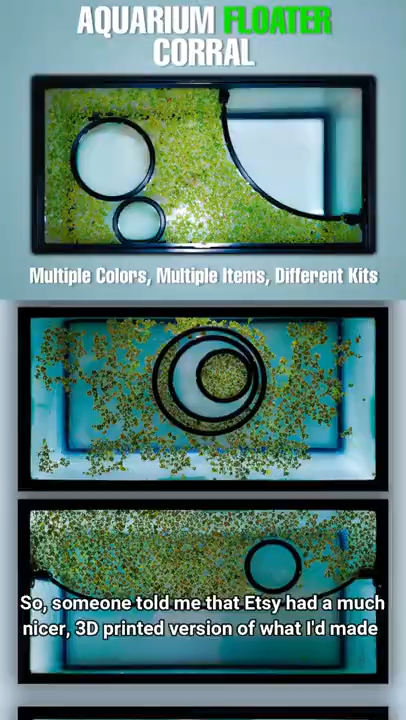 AQUARIUM FLOATER
CORRAL
Multiple Colors, Multiple Items, Different Kits
So, someone told me that Etsy had a much
nicer, 3D printed version of what I'd made